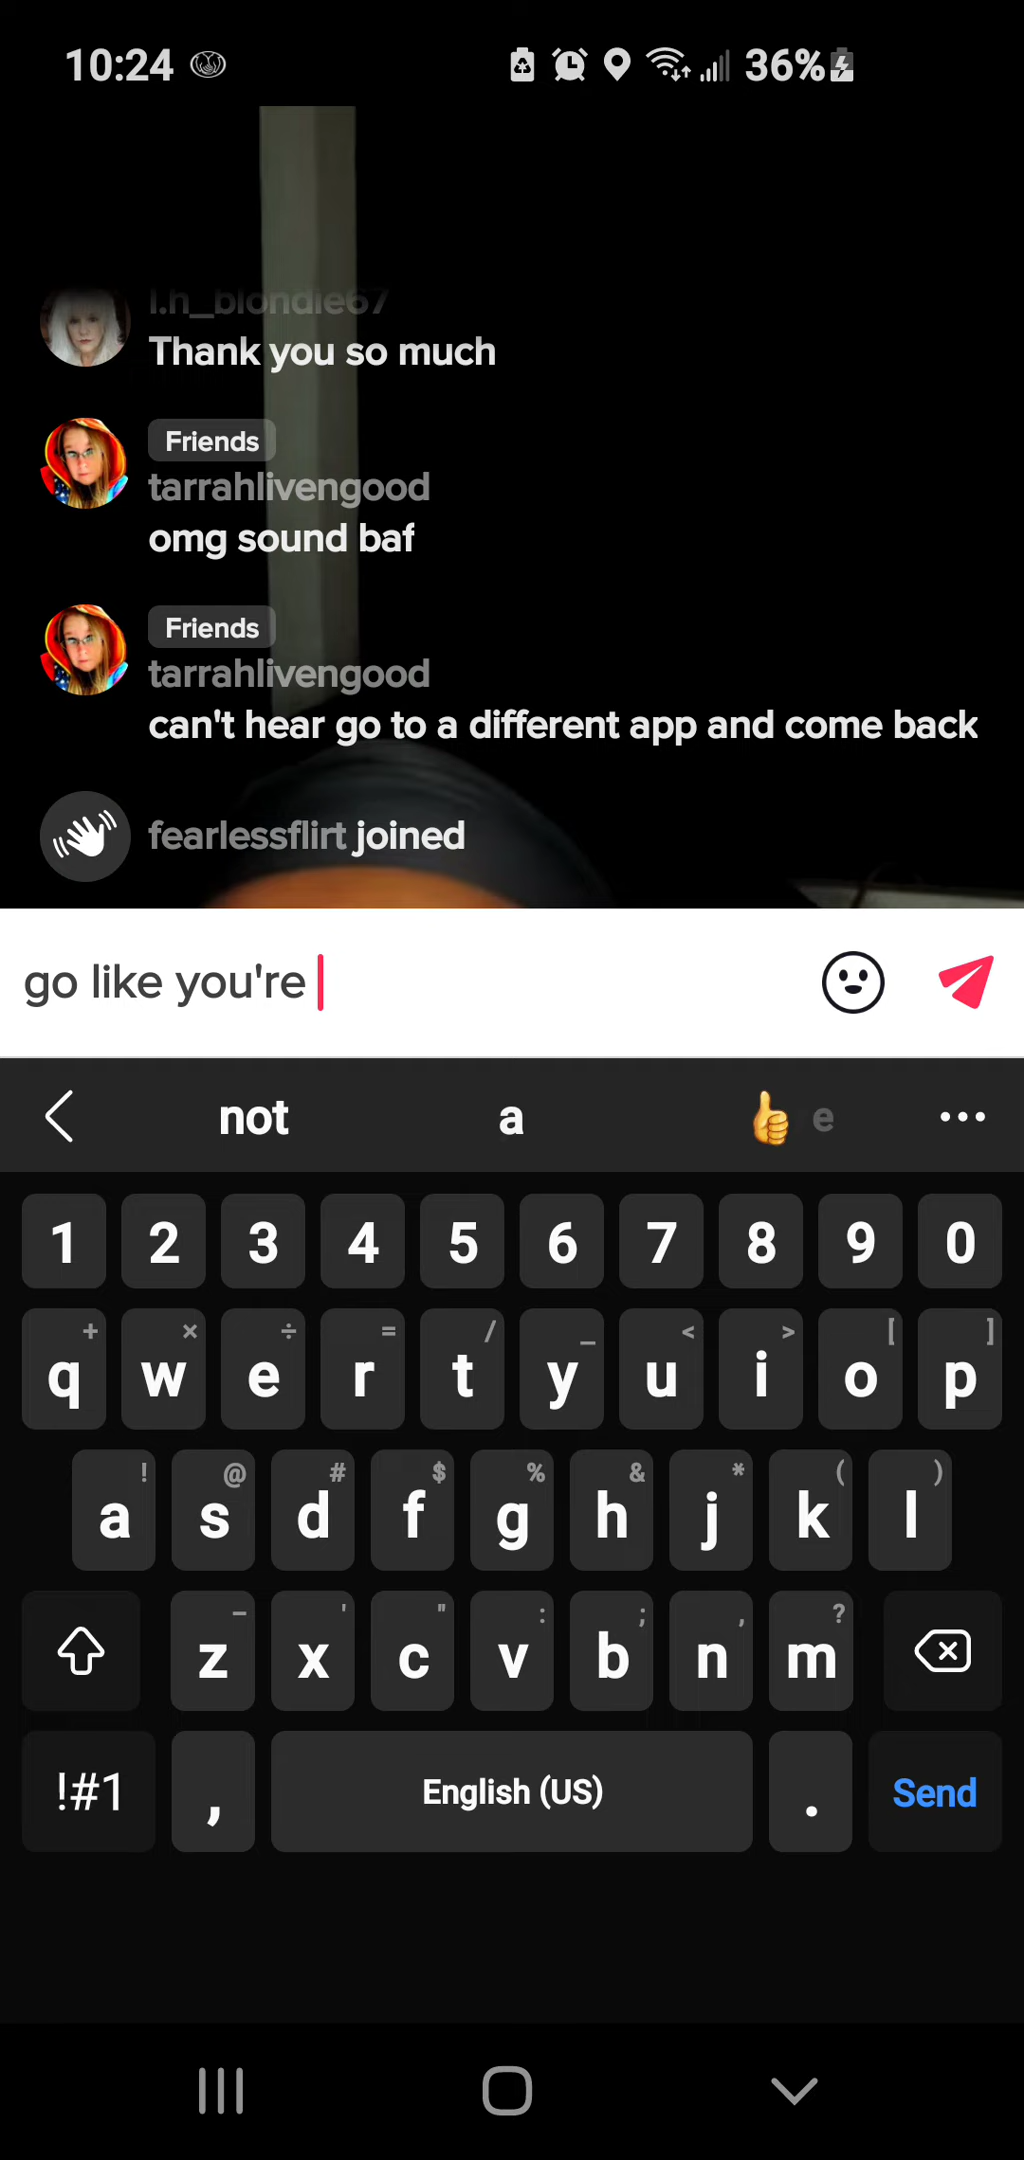 10:24 36%
l.h_blondie67
Thank you so much
Friends
tarrahlivengood
omg sound baf
Friends
tarrahlivengood
can't hear go to a different app and come back
fearlessflirt joined
go like you're
not a 👍 e
1 2 3 4 5 6 7 8 9 0
+ × ÷ = / _ < > [ ]
q w e r t y u i o p
! @ # $ % & * ( )
a s d f g h j k l
- ' " : ; , ?
z x c v b n m
!#1 , English (US) . Send